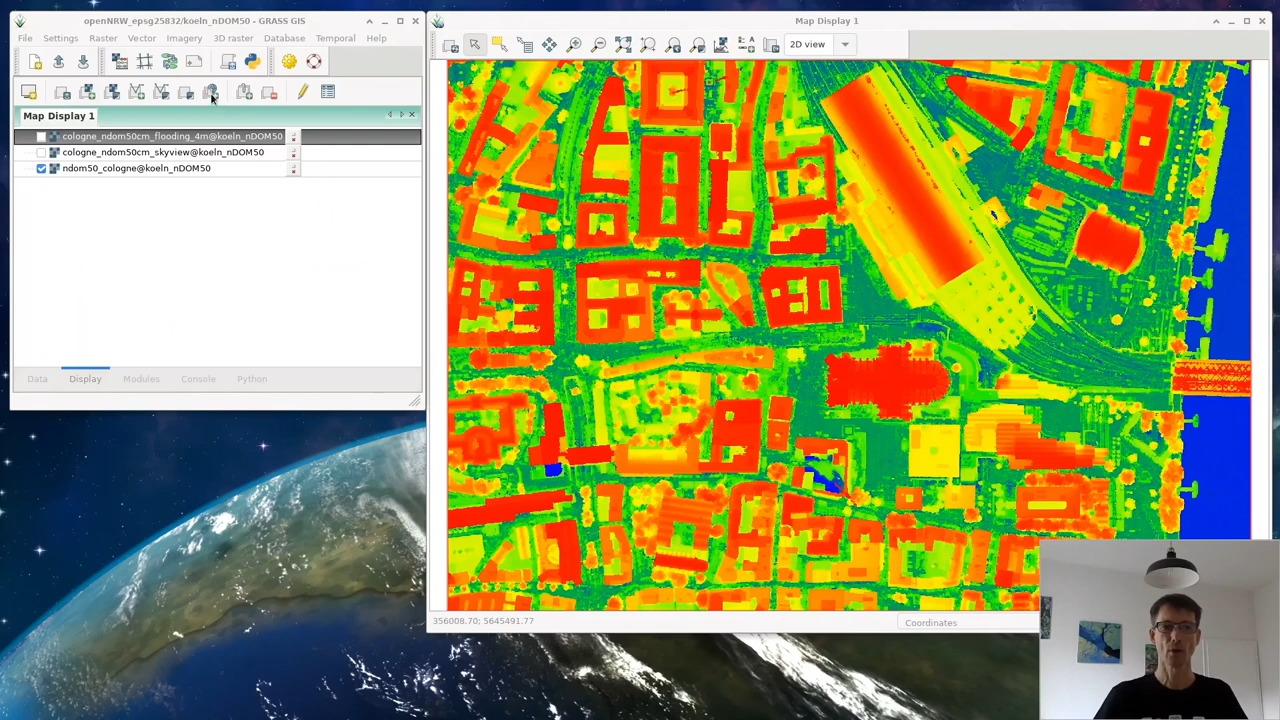 openNRW_epsg25832/koeln_nDOM50 - GRASS GIS
File Settings Raster Vector Imagery 3D raster Database Temporal Help
Map Display 1
cologne_ndom50cm_flooding_4m@koeln_nDOM50
cologne_ndom50cm_skyview@koeln_nDOM50
ndom50_cologne@koeln_nDOM50
Data Display Modules Console Python
Map Display 1
2D view
356008.70; 5645491.77
Coordinates